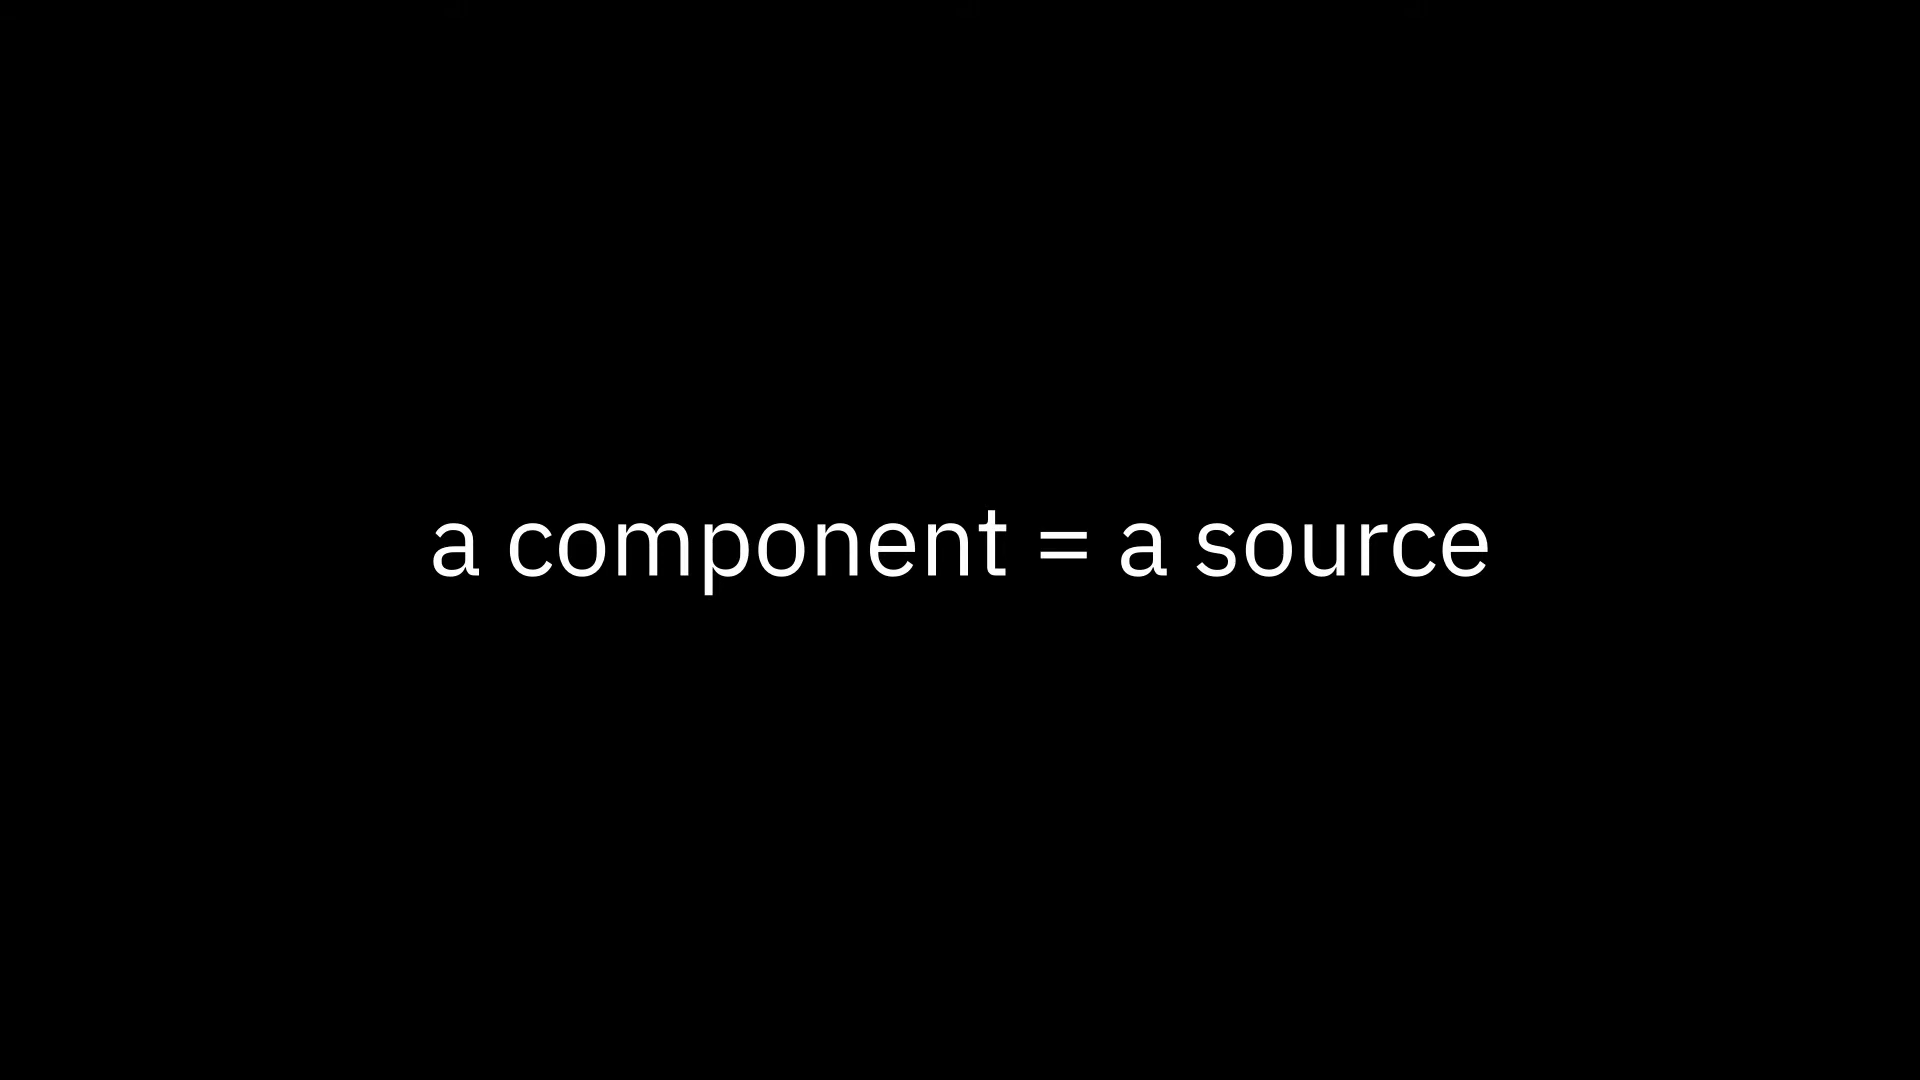 a component = a source